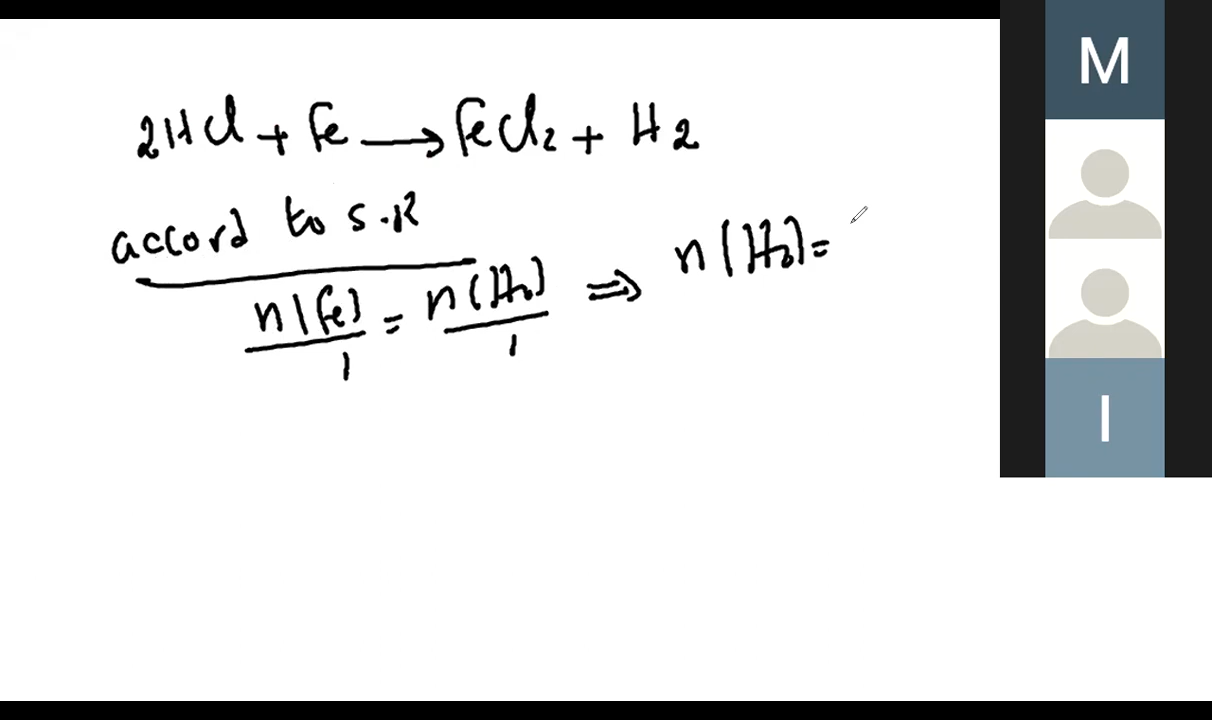 2HCl + Fe → FeCl2 + H2
accord to S.R
n(Fe)/1 = n(H2)/1 ⇒ n(H2)=
M
I